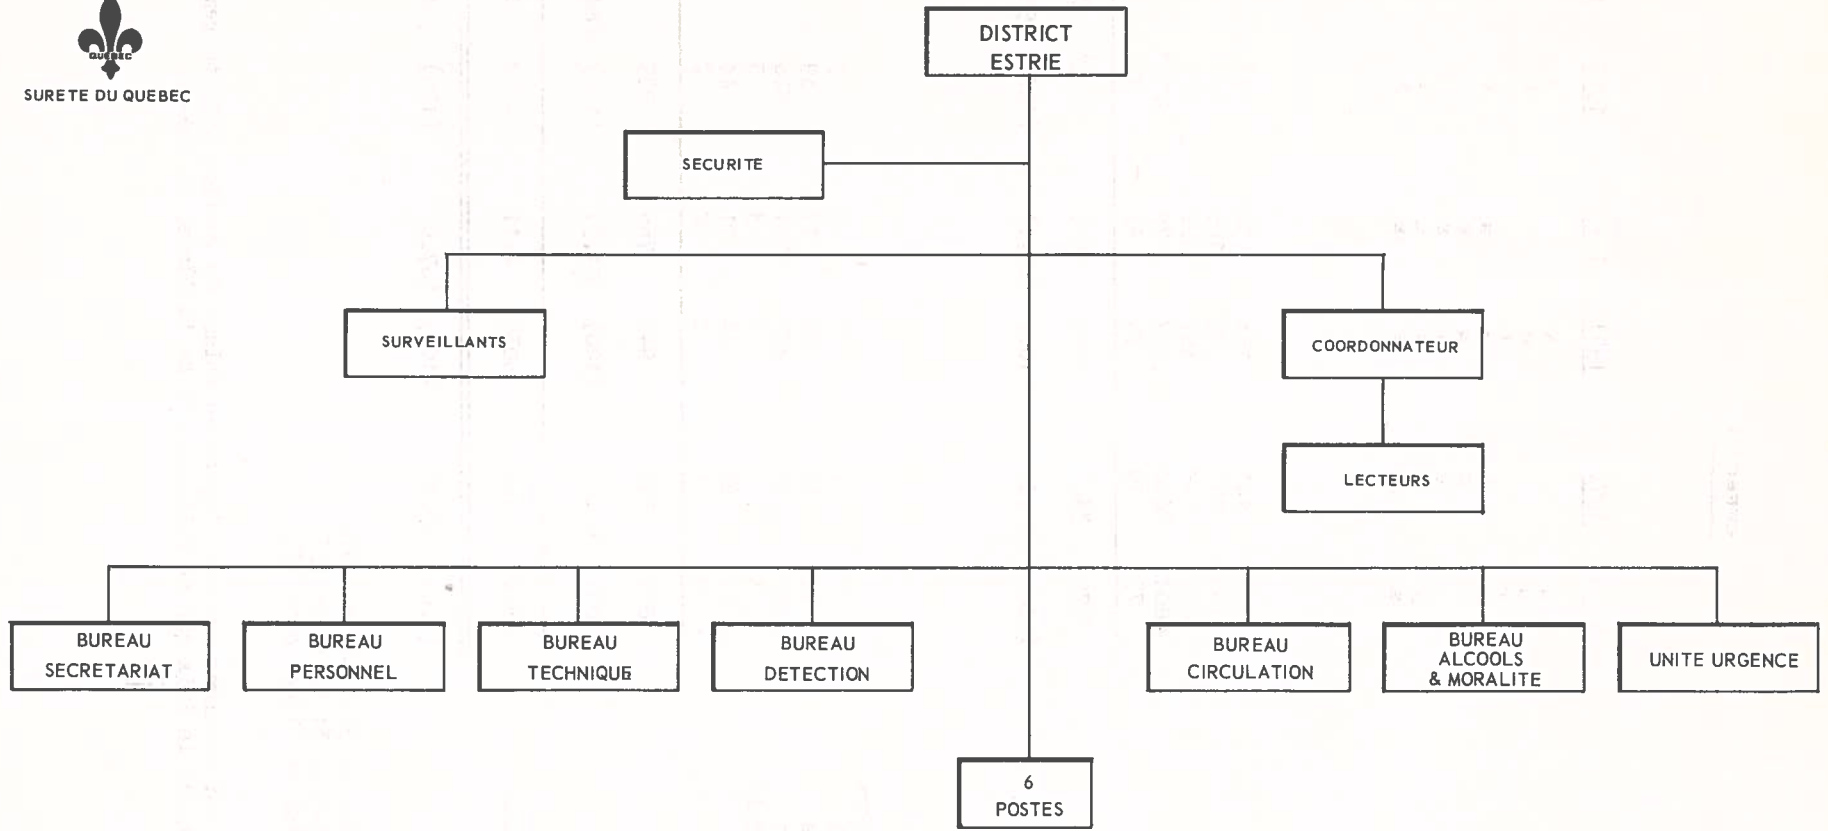 QUEBEC
SURETE DU QUEBEC
DISTRICT
ESTRIE
SECURITE
SURVEILLANTS
COORDONNATEUR
LECTEURS
BUREAU
SECRETARIAT
BUREAU
PERSONNEL
BUREAU
TECHNIQUE
BUREAU
DETECTION
BUREAU
CIRCULATION
BUREAU
ALCOOLS
& MORALITE
UNITE URGENCE
6
POSTES